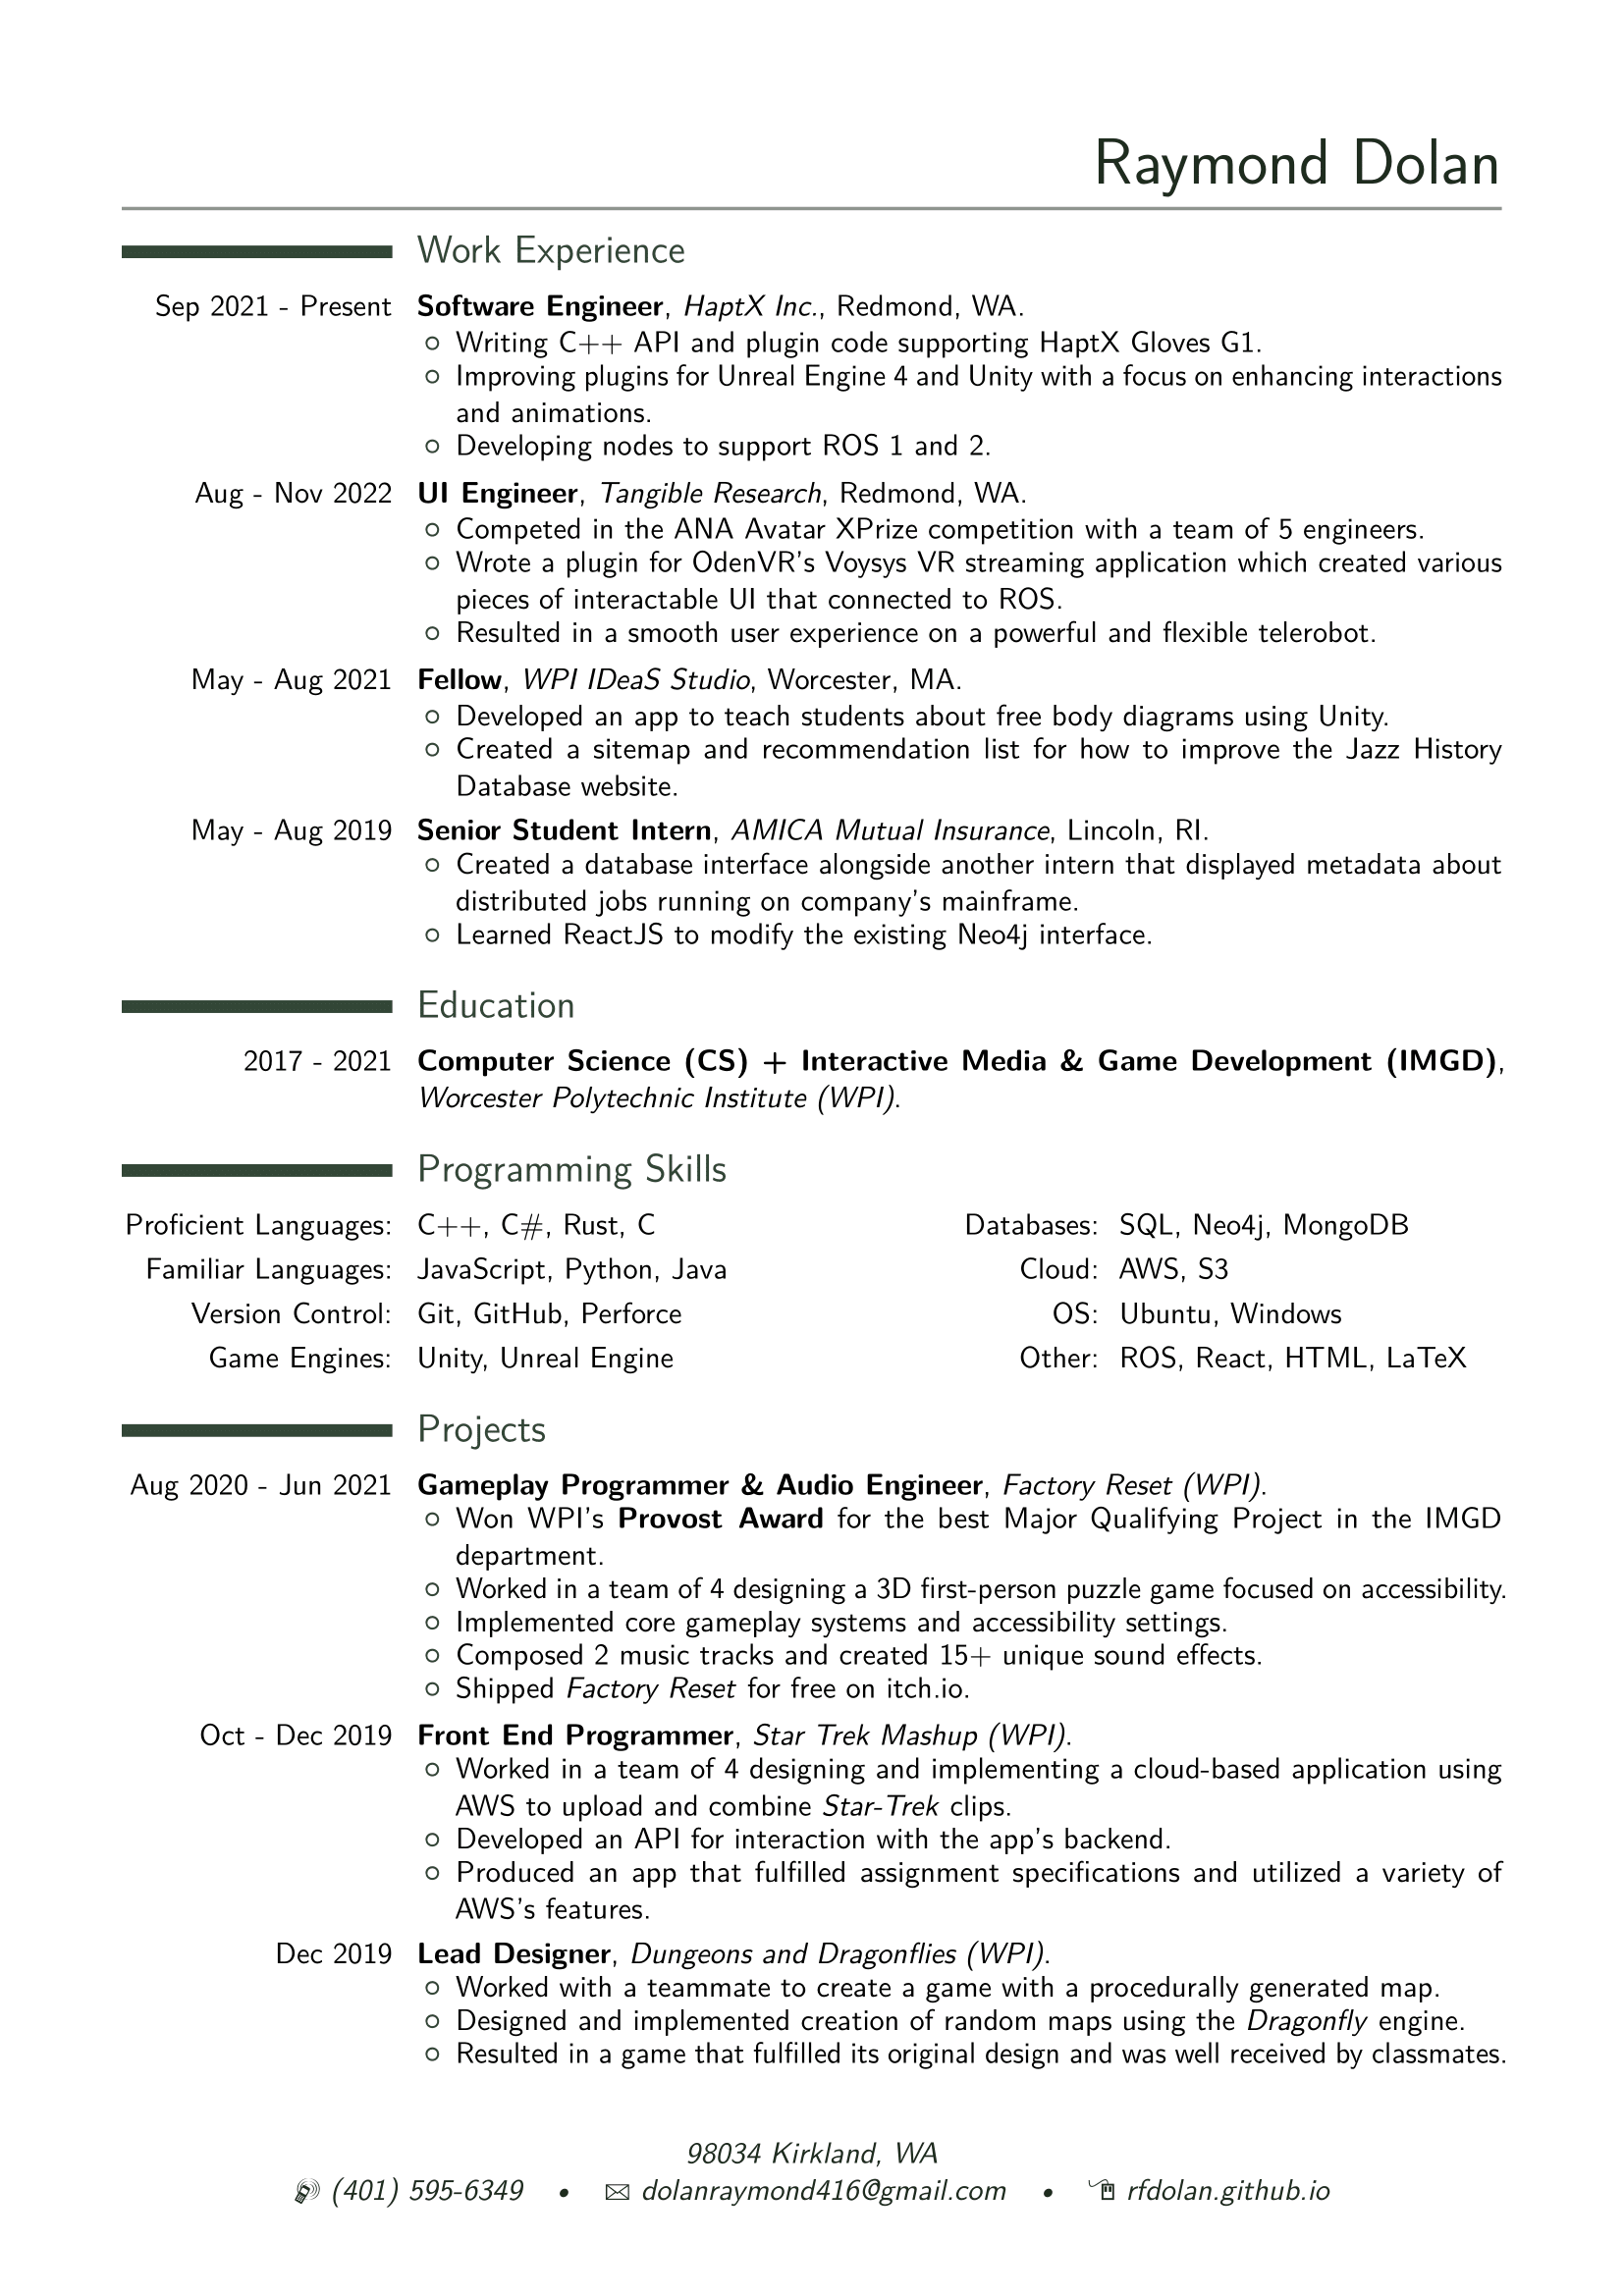 Raymond Dolan
Work Experience
Sep 2021 - Present Software Engineer, HaptX Inc., Redmond, WA.
Writing C++ API and plugin code supporting HaptX Gloves G1.
Improving plugins for Unreal Engine 4 and Unity with a focus on enhancing interactions
and animations.
Developing nodes to support ROS 1 and 2.
Aug - Nov 2022 UI Engineer, Tangible Research, Redmond, WA.
Competed in the ANA Avatar XPrize competition with a team of 5 engineers.
Wrote a plugin for OdenVR's Voysys VR streaming application which created various
pieces of interactable UI that connected to ROS.
Resulted in a smooth user experience on a powerful and flexible telerobot.
May - Aug 2021 Fellow, WPI IDeaS Studio, Worcester, MA.
Developed an app to teach students about free body diagrams using Unity.
Created a sitemap and recommendation list for how to improve the Jazz History
Database website.
May - Aug 2019 Senior Student Intern, AMICA Mutual Insurance, Lincoln, RI.
Created a database interface alongside another intern that displayed metadata about
distributed jobs running on company's mainframe.
Learned ReactJS to modify the existing Neo4j interface.
Education
2017 - 2021 Computer Science (CS) + Interactive Media & Game Development (IMGD),
Worcester Polytechnic Institute (WPI).
Programming Skills
Proficient Languages: C++, C#, Rust, C Databases: SQL, Neo4j, MongoDB
Familiar Languages: JavaScript, Python, Java Cloud: AWS, S3
Version Control: Git, GitHub, Perforce OS: Ubuntu, Windows
Game Engines: Unity, Unreal Engine Other: ROS, React, HTML, LaTeX
Projects
Aug 2020 - Jun 2021 Gameplay Programmer & Audio Engineer, Factory Reset (WPI).
Won WPI's Provost Award for the best Major Qualifying Project in the IMGD
department.
Worked in a team of 4 designing a 3D first-person puzzle game focused on accessibility.
Implemented core gameplay systems and accessibility settings.
Composed 2 music tracks and created 15+ unique sound effects.
Shipped Factory Reset for free on itch.io.
Oct - Dec 2019 Front End Programmer, Star Trek Mashup (WPI).
Worked in a team of 4 designing and implementing a cloud-based application using
AWS to upload and combine Star-Trek clips.
Developed an API for interaction with the app's backend.
Produced an app that fulfilled assignment specifications and utilized a variety of
AWS's features.
Dec 2019 Lead Designer, Dungeons and Dragonflies (WPI).
Worked with a teammate to create a game with a procedurally generated map.
Designed and implemented creation of random maps using the Dragonfly engine.
Resulted in a game that fulfilled its original design and was well received by classmates.
98034 Kirkland, WA
(401) 595-6349 • dolanraymond416@gmail.com • rfdolan.github.io